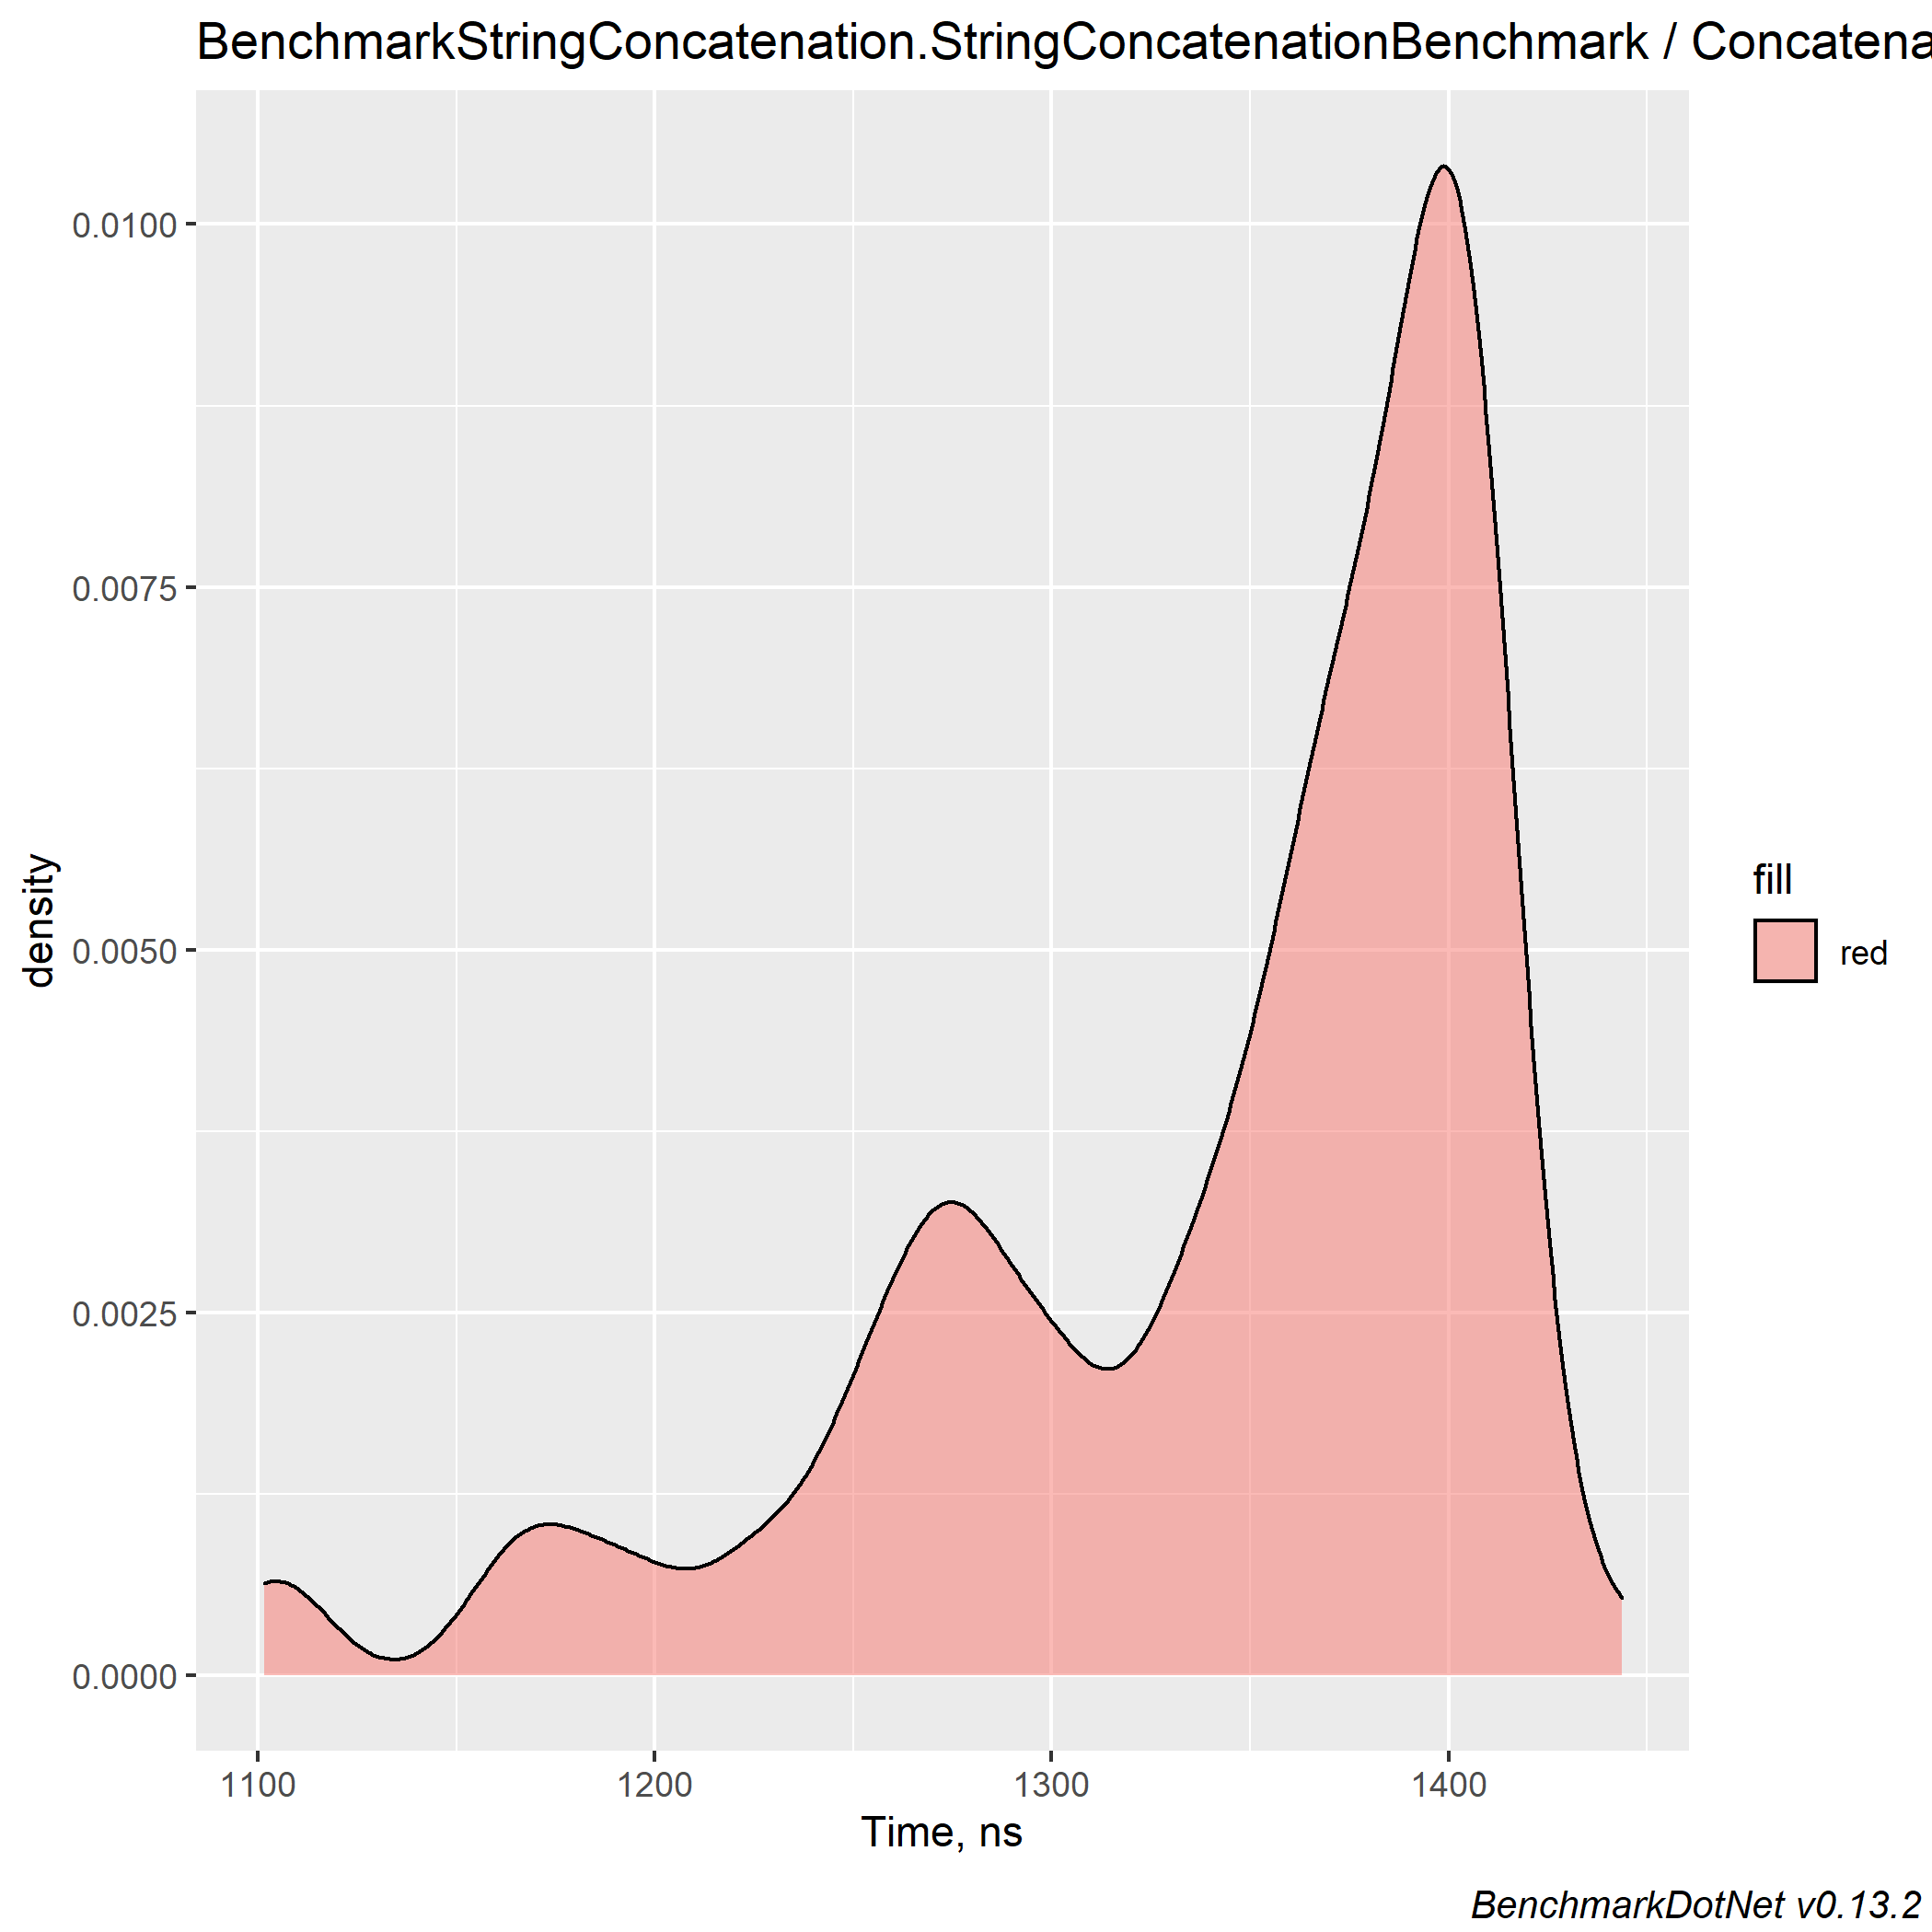 BenchmarkStringConcatenation.StringConcatenationBenchmark / Concatena
0.0100
0.0075
0.0050
0.0025
0.0000
density
1100 1200 1300 1400
Time, ns
fill
red
BenchmarkDotNet v0.13.2